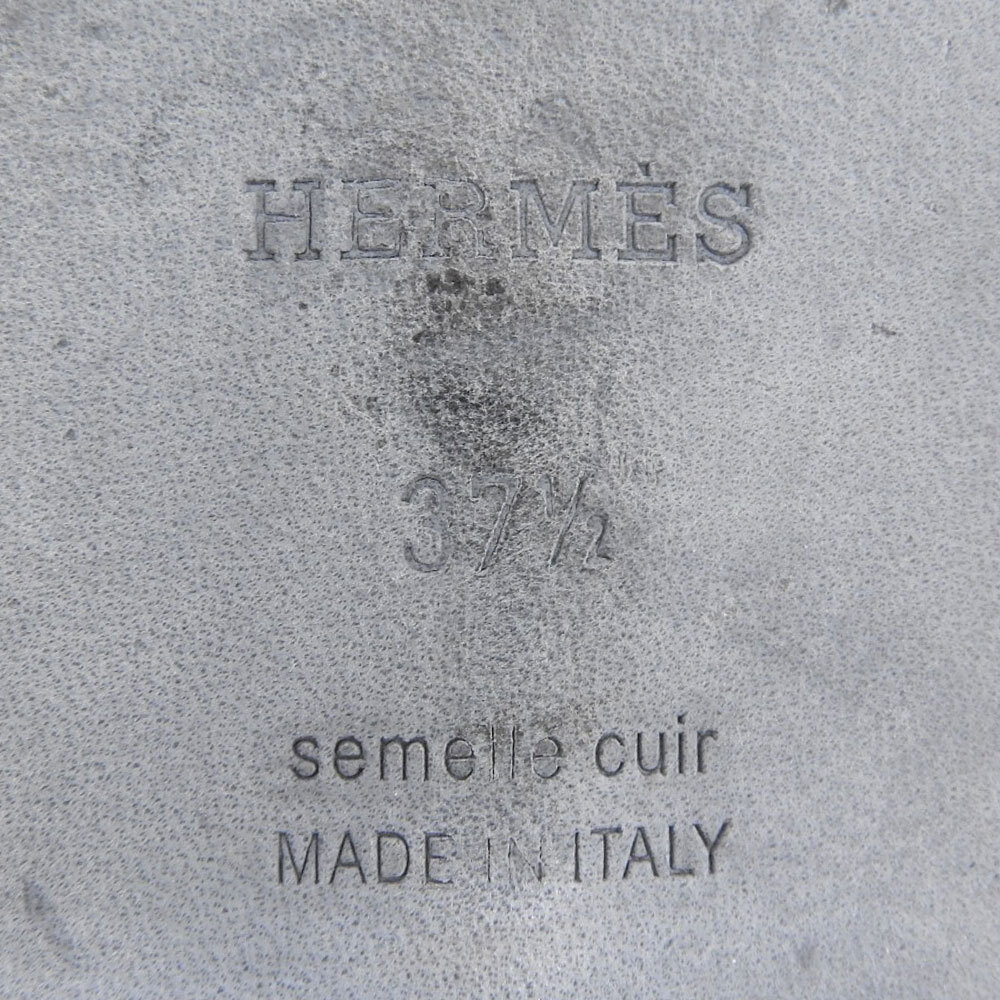 HERMÈS
37½
semelle cuir
MADE IN ITALY